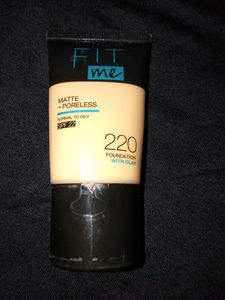 FIT
me
MATTE
+ PORELESS
NORMAL TO OILY
SPF 22
220
FOUNDATION
WITH CLAY